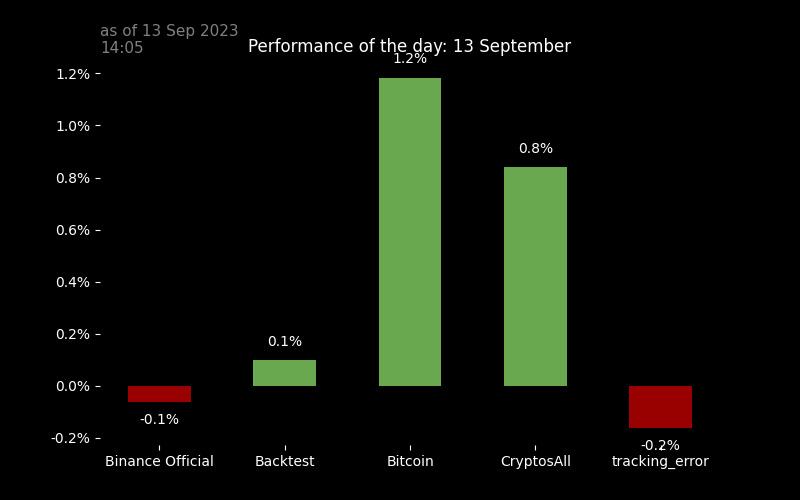 as of 13 Sep 2023
14:05
Performance of the day: 13 September
1.2%
1.2%
1.0%
0.8%
0.8%
0.6%
0.4%
0.2%
0.1%
0.0%
-0.1%
-0.2%
-0.2%
Binance Official
Backtest
Bitcoin
CryptosAll
tracking_error